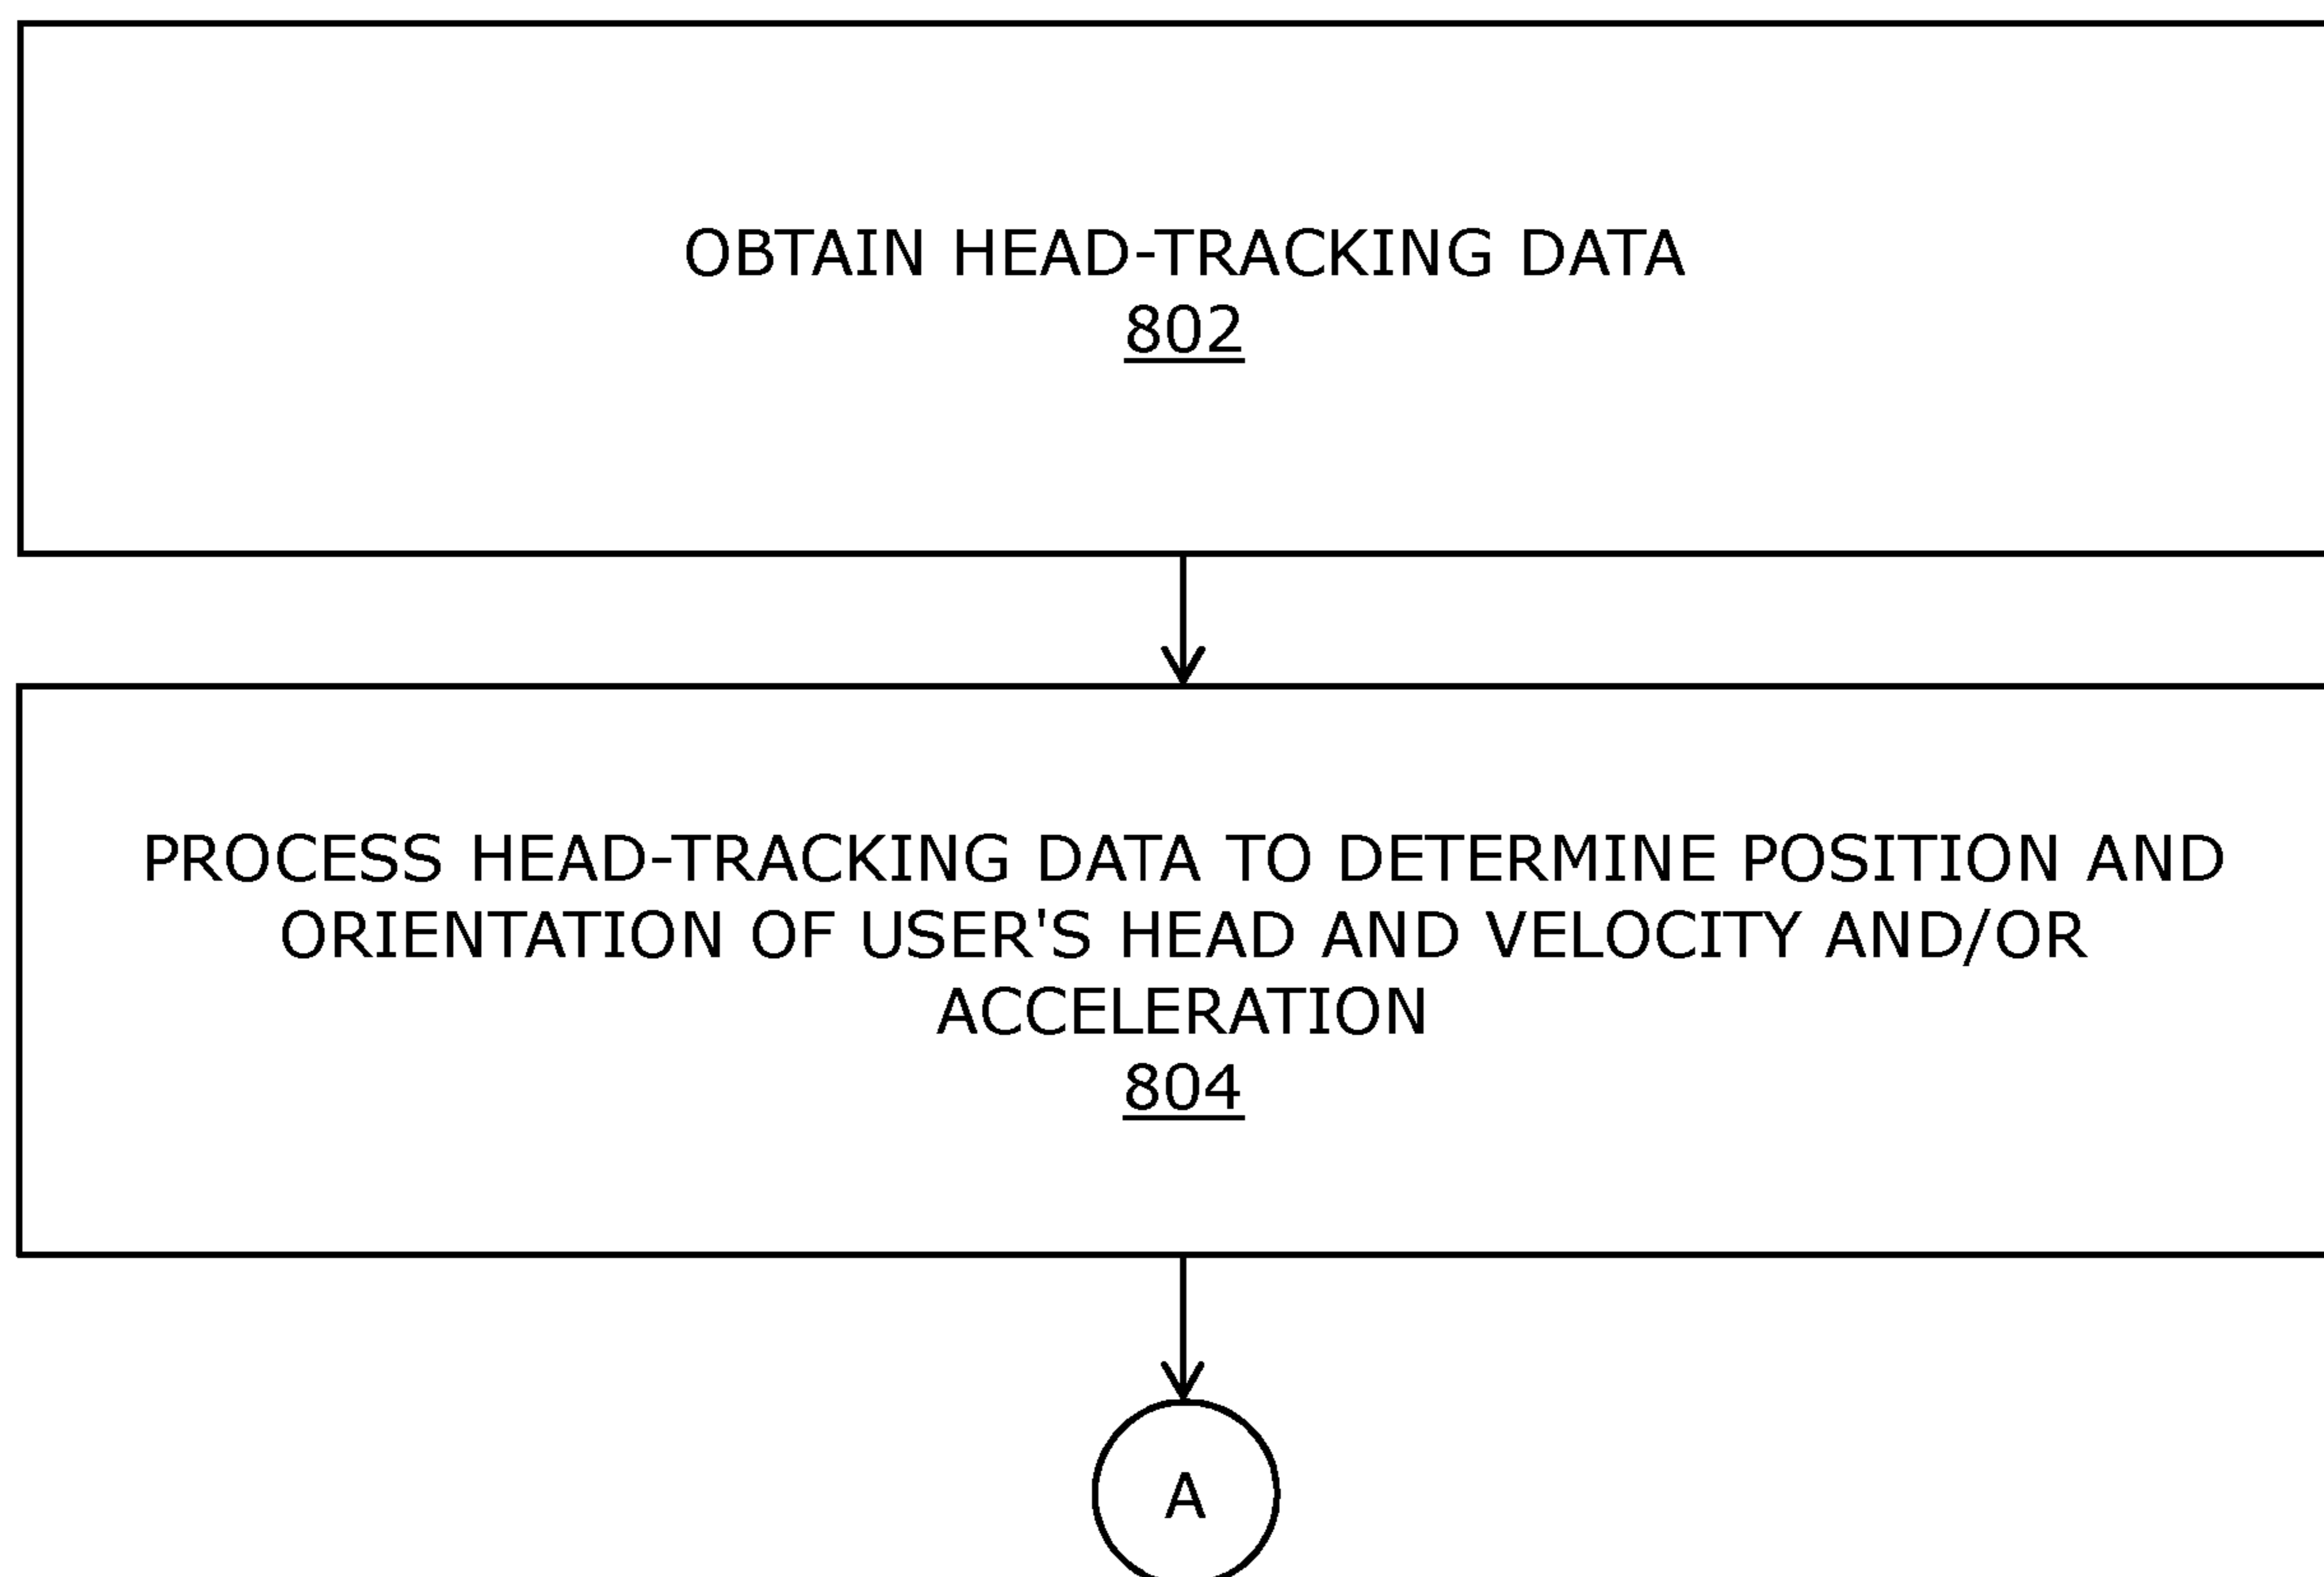 OBTAIN HEAD-TRACKING DATA
802
PROCESS HEAD-TRACKING DATA TO DETERMINE POSITION AND
ORIENTATION OF USER'S HEAD AND VELOCITY AND/OR
ACCELERATION
804
A